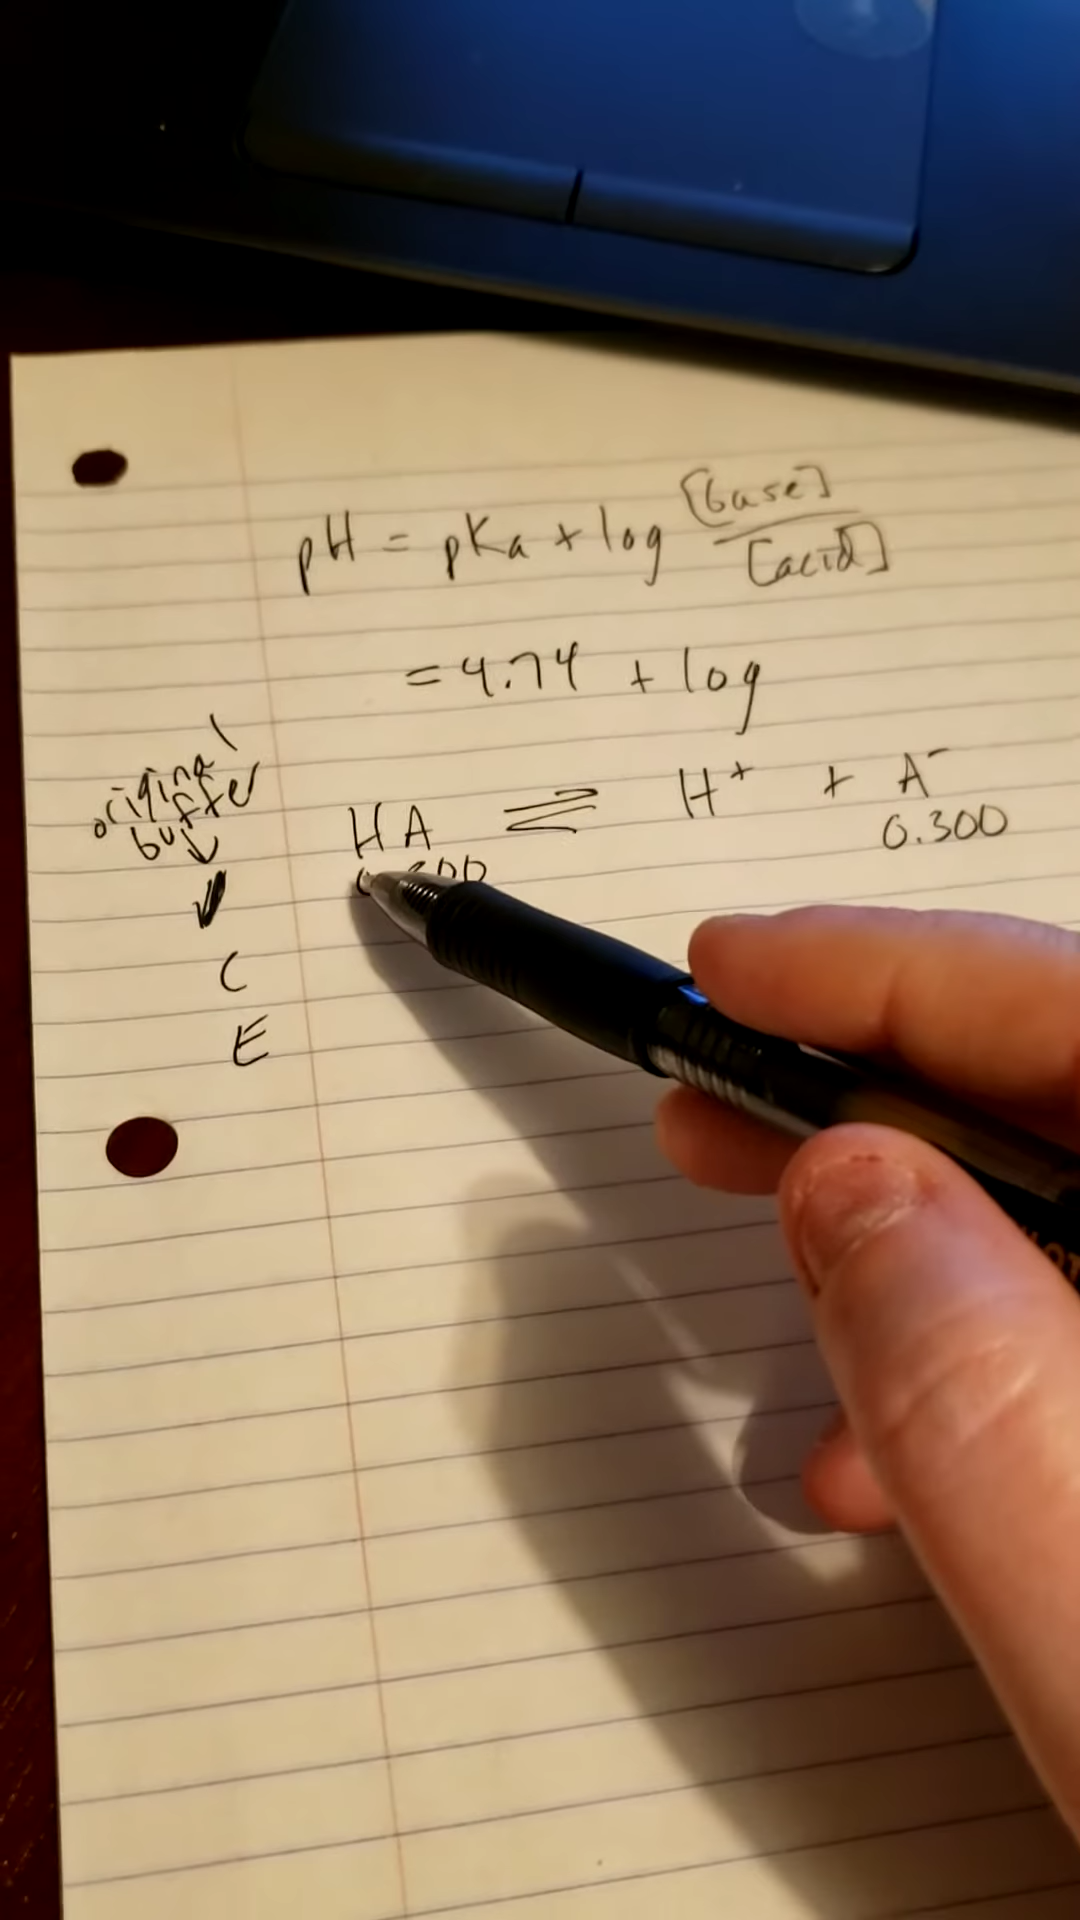 pH = pKa + log [base]/[acid]
= 4.74 + log
original
buffer
HA ⇌ H⁺ + A⁻
0.300
C
E